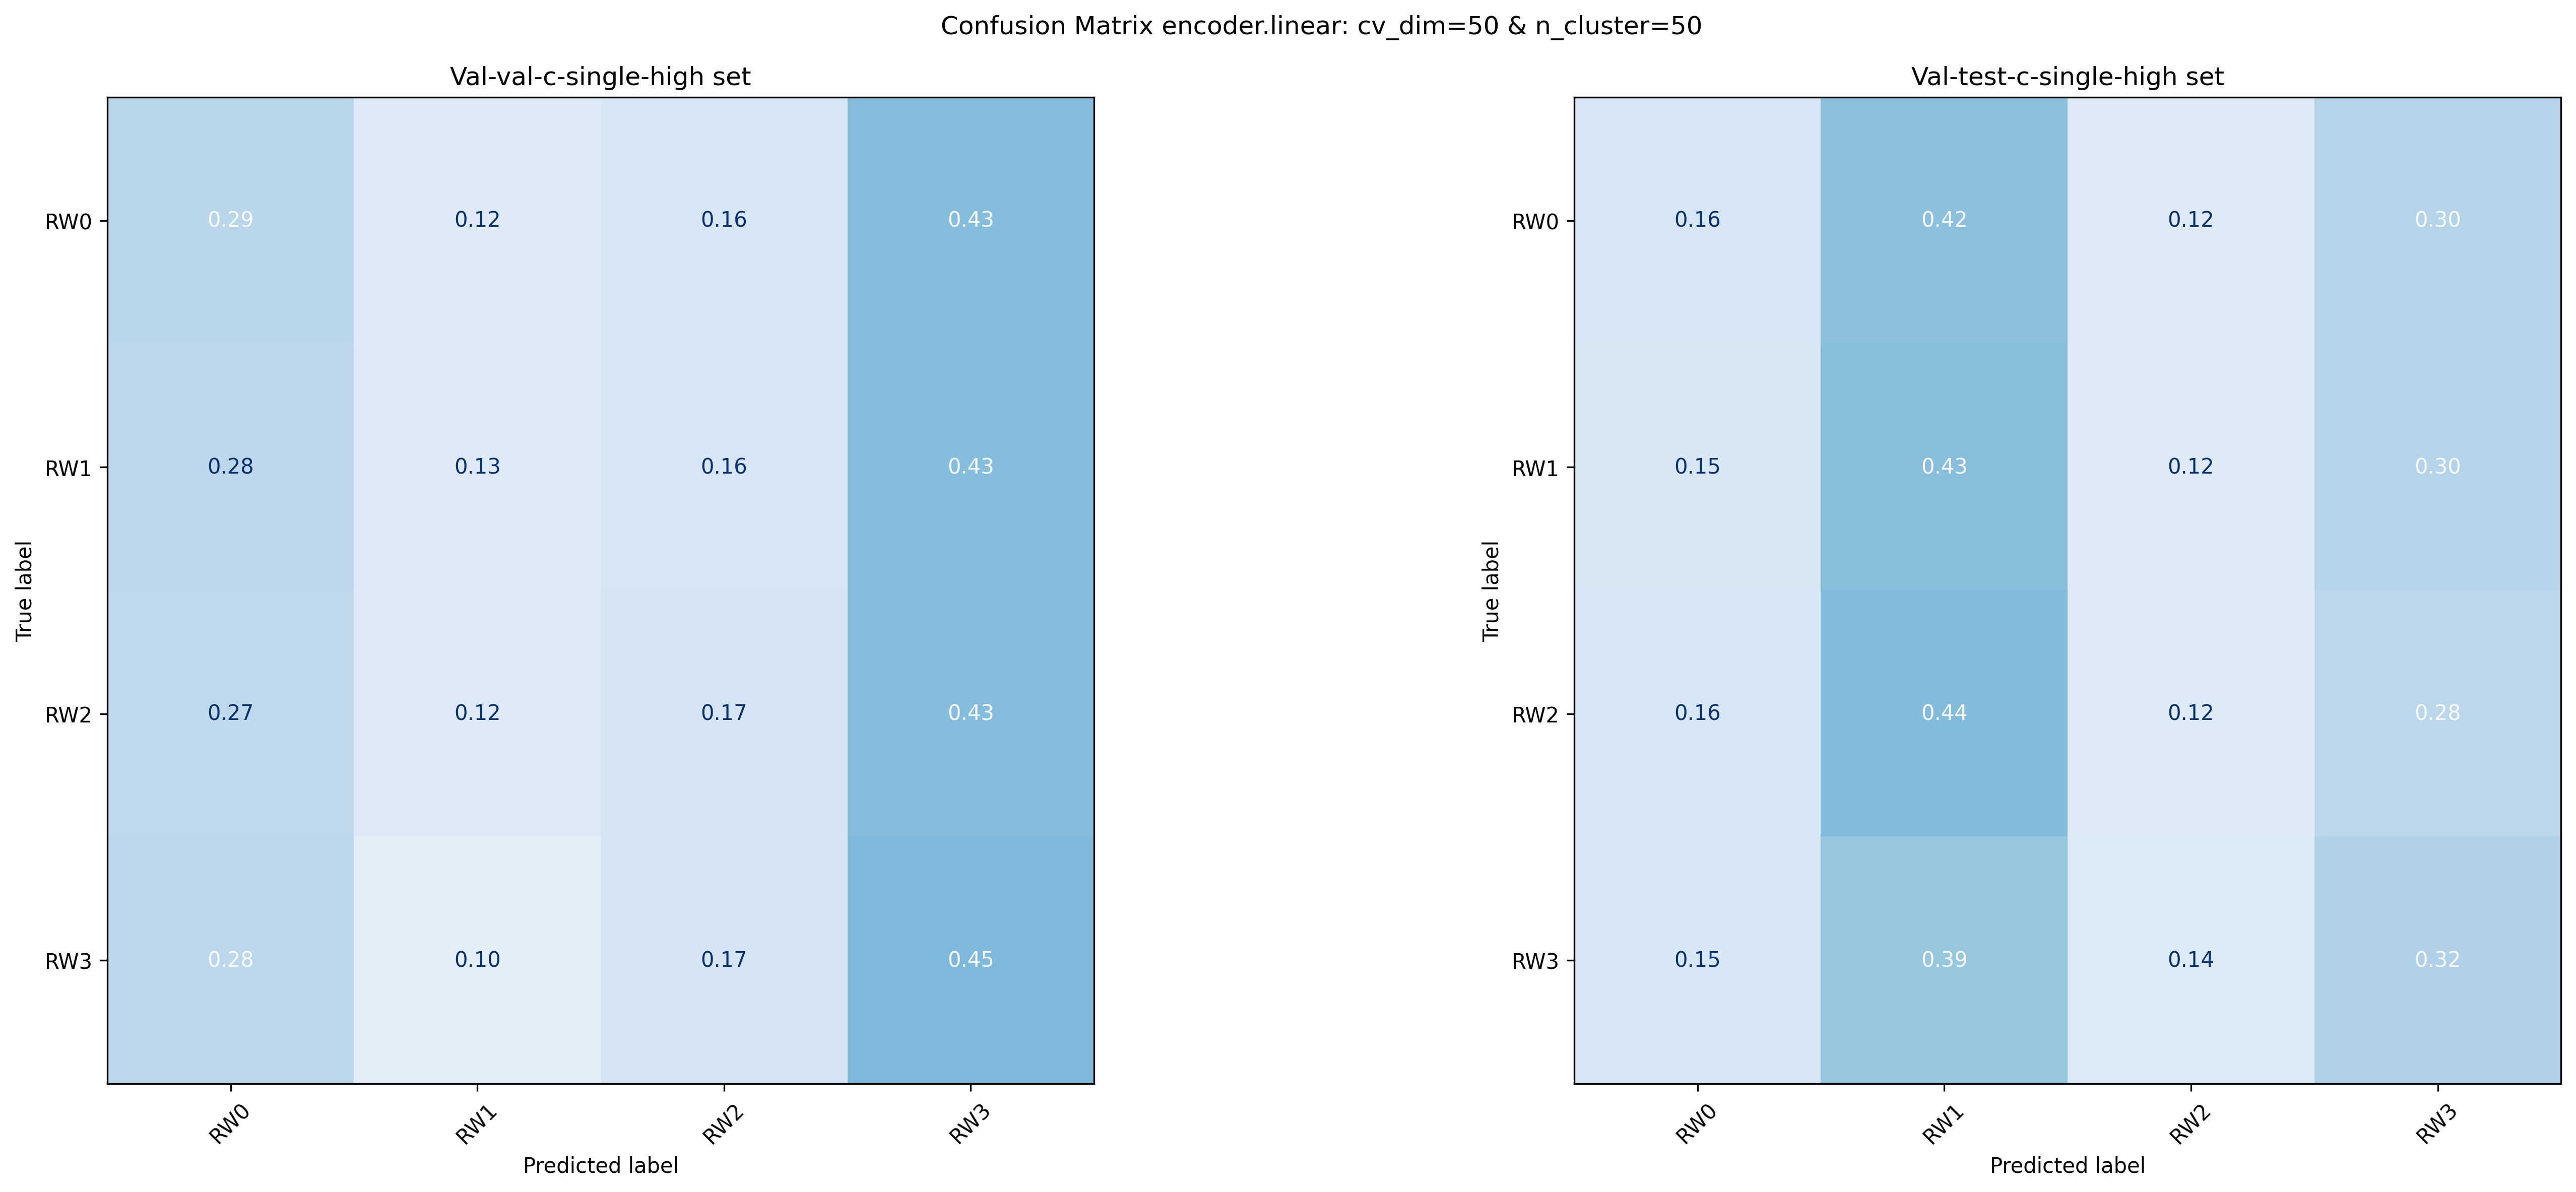 Confusion Matrix encoder.linear: cv_dim=50 & n_cluster=50
Val-val-c-single-high set
True label
RW0 0.29 0.12 0.16 0.43
RW1 0.28 0.13 0.16 0.43
RW2 0.27 0.12 0.17 0.43
RW3 0.28 0.10 0.17 0.45
RW0 RW1 RW2 RW3
Predicted label
Val-test-c-single-high set
True label
RW0 0.16 0.42 0.12 0.30
RW1 0.15 0.43 0.12 0.30
RW2 0.16 0.44 0.12 0.28
RW3 0.15 0.39 0.14 0.32
RW0 RW1 RW2 RW3
Predicted label